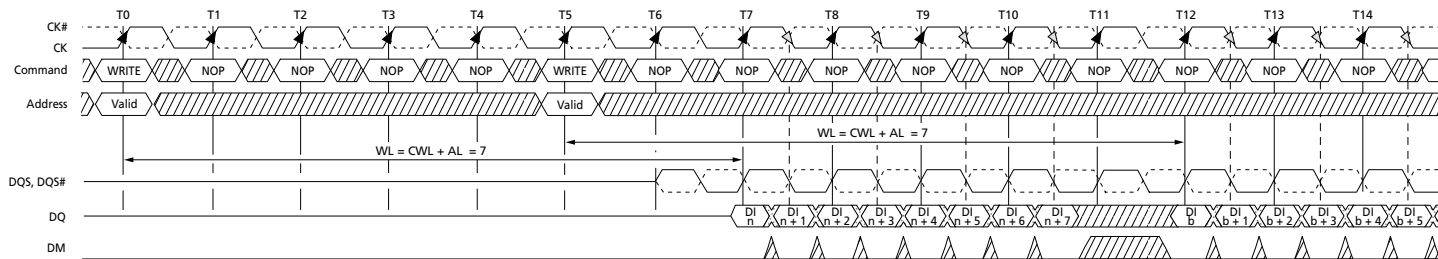 T0 T1 T2 T3 T4 T5 T6 T7 T8 T9 T10 T11 T12 T13 T14
CK#
CK
Command WRITE NOP NOP NOP NOP WRITE NOP NOP NOP NOP NOP NOP NOP NOP NOP
Address Valid Valid
WL = CWL + AL = 7
WL = CWL + AL = 7
DQS, DQS#
DQ DI n DI n + 1 DI n + 2 DI n + 3 DI n + 4 DI n + 5 DI n + 6 DI n + 7 DI b DI b + 1 DI b + 2 DI b + 3 DI b + 4 DI b + 5
DM